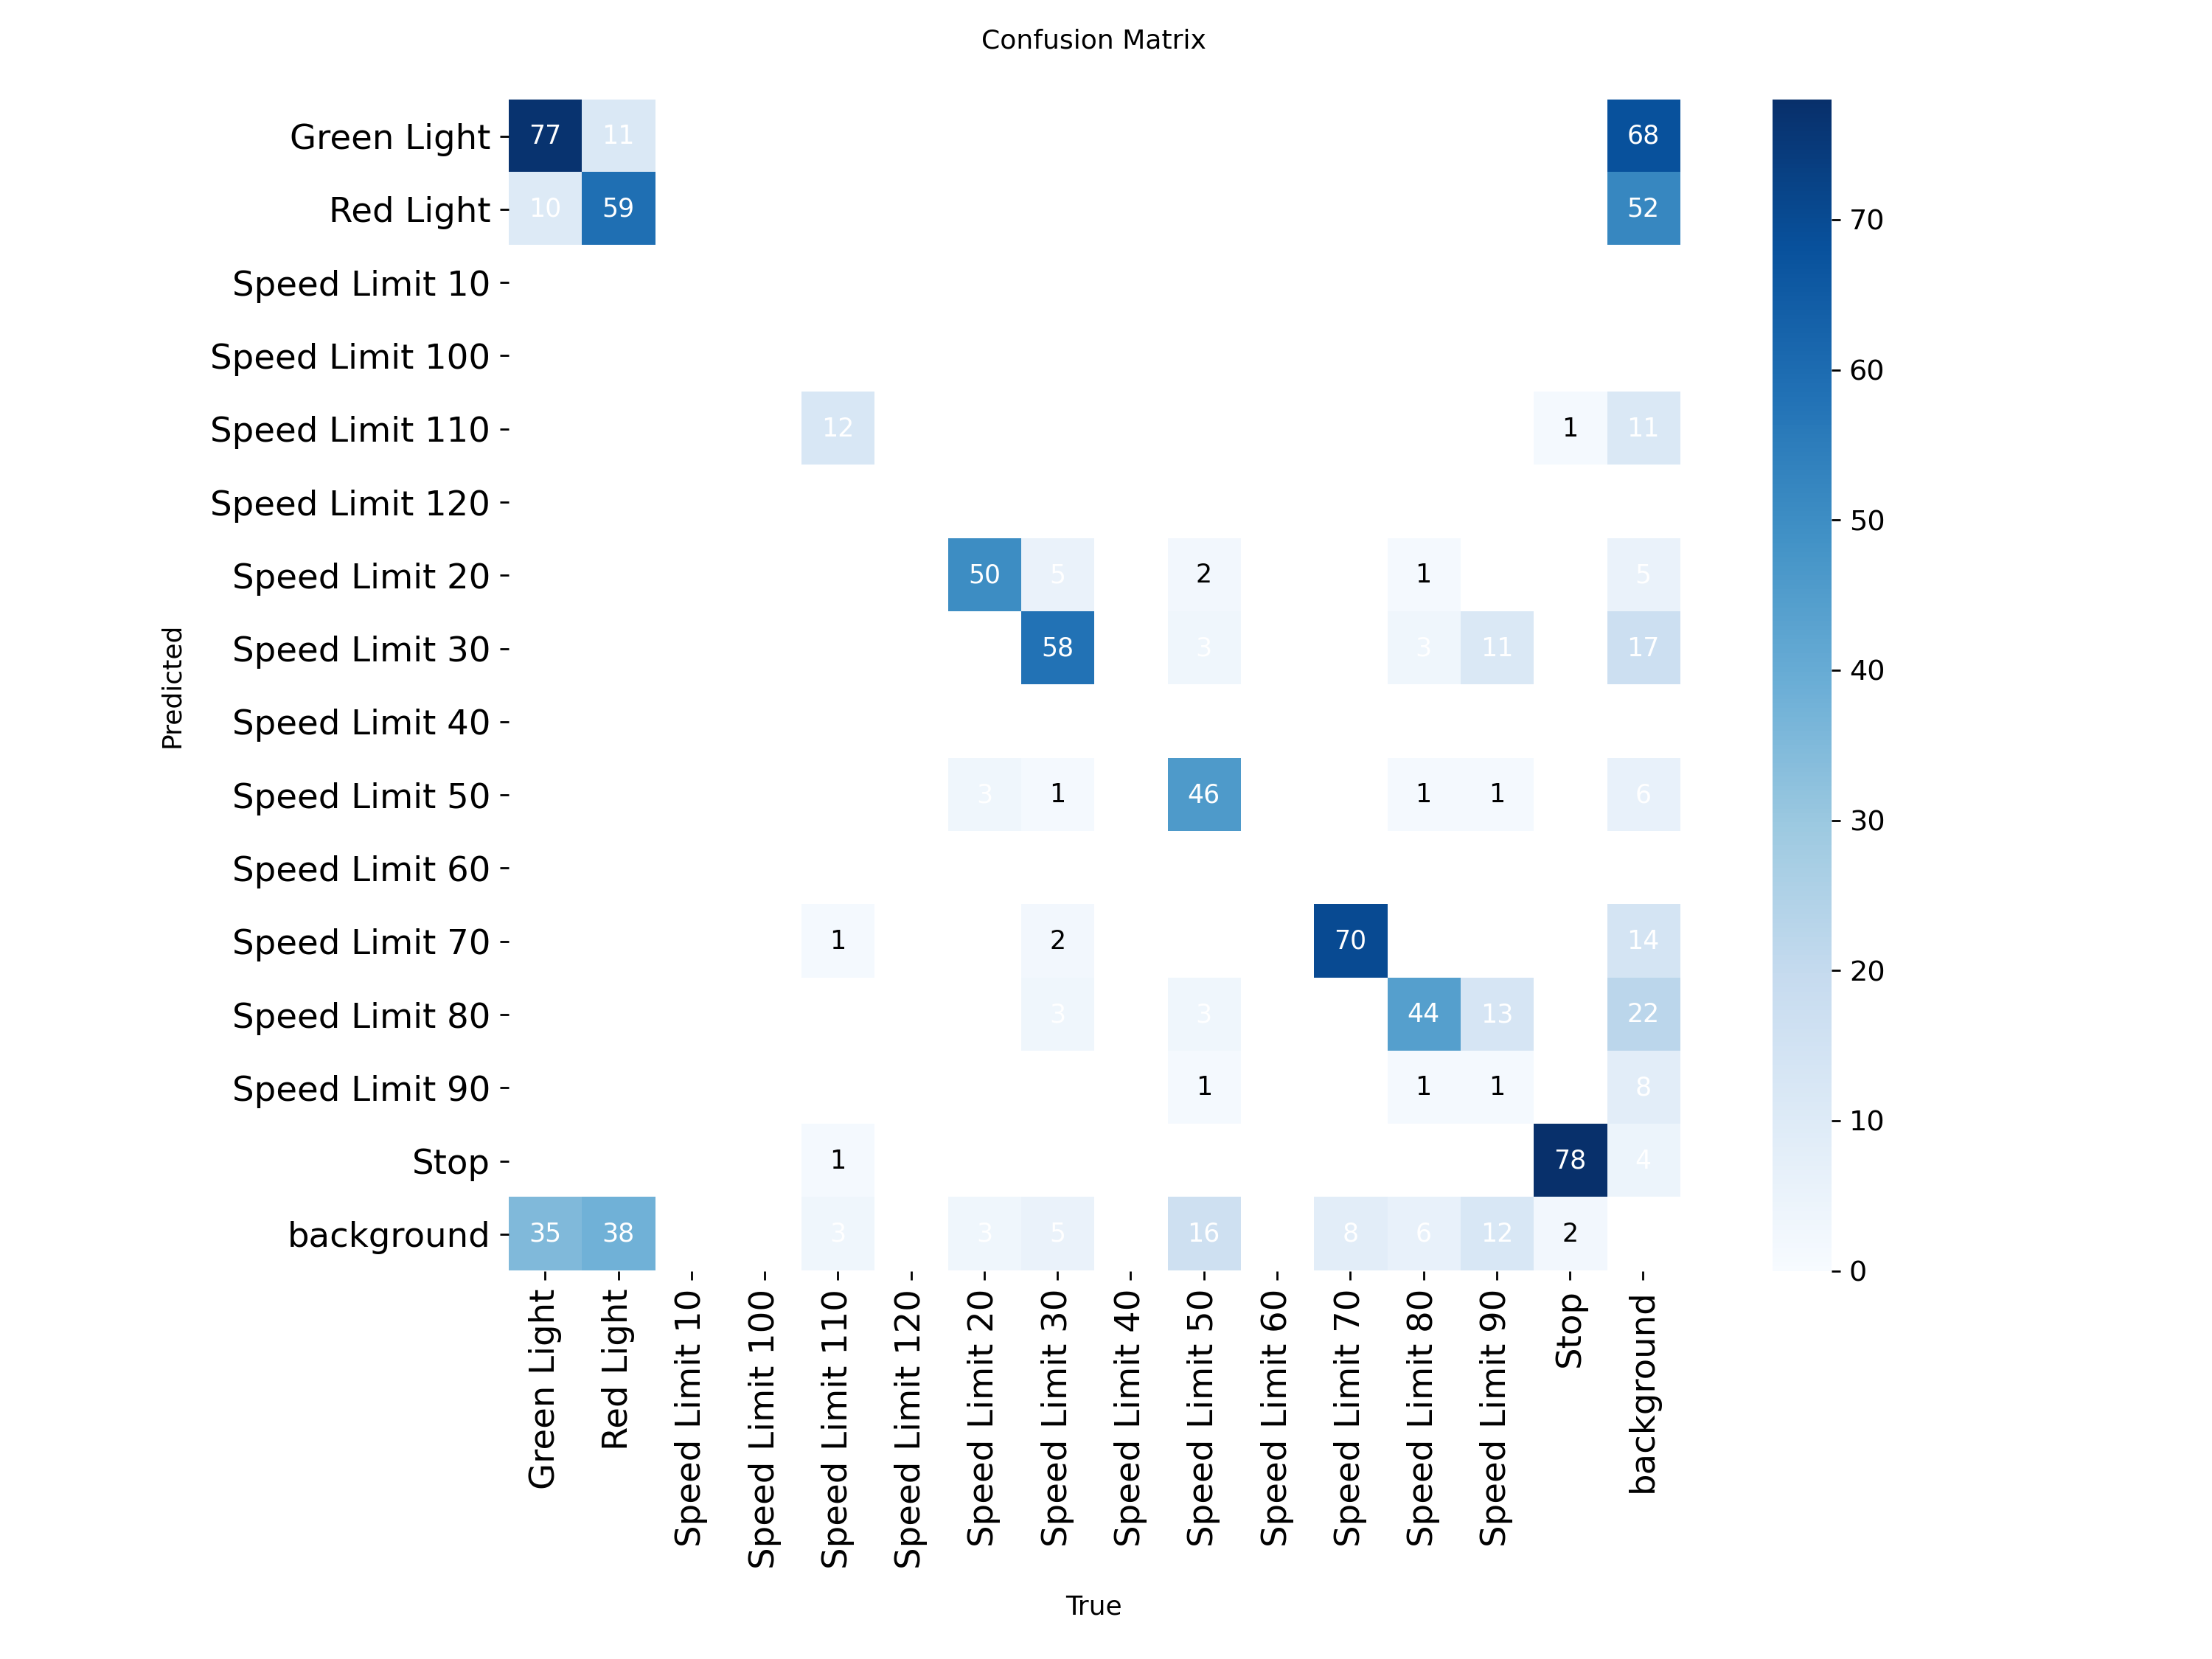 Confusion Matrix
Green Light 77 11 68
Red Light 10 59 52 70
Speed Limit 10
Speed Limit 100 60
Speed Limit 110 12 1 11
Speed Limit 120 50
Speed Limit 20 50 5 2 1 5
Speed Limit 30 58 3 3 11 17 40
Speed Limit 40
Speed Limit 50 3 1 46 1 1 6 30
Speed Limit 60
Speed Limit 70 1 2 70 14 20
Speed Limit 80 3 3 44 13 22
Speed Limit 90 1 1 1 8 10
Stop 1 78 4
background 35 38 3 3 5 16 8 6 12 2 0
Predicted
Green Light
Red Light
Speed Limit 10
Speed Limit 100
Speed Limit 110
Speed Limit 120
Speed Limit 20
Speed Limit 30
Speed Limit 40
Speed Limit 50
Speed Limit 60
Speed Limit 70
Speed Limit 80
Speed Limit 90
Stop
background
True